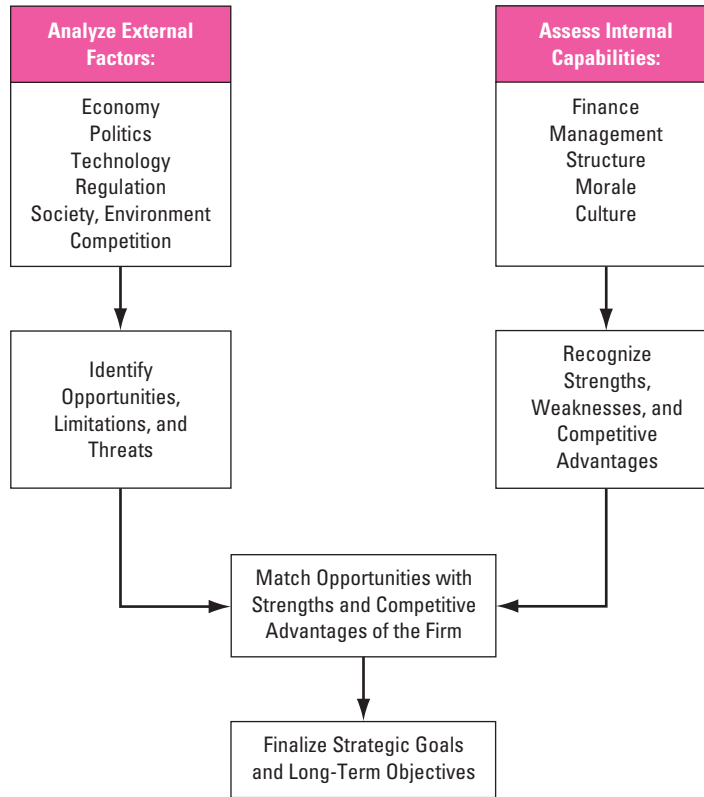 Analyze External
Factors:
Economy
Politics
Technology
Regulation
Society, Environment
Competition
Identify
Opportunities,
Limitations, and
Threats
Assess Internal
Capabilities:
Finance
Management
Structure
Morale
Culture
Recognize
Strengths,
Weaknesses, and
Competitive
Advantages
Match Opportunities with
Strengths and Competitive
Advantages of the Firm
Finalize Strategic Goals
and Long-Term Objectives